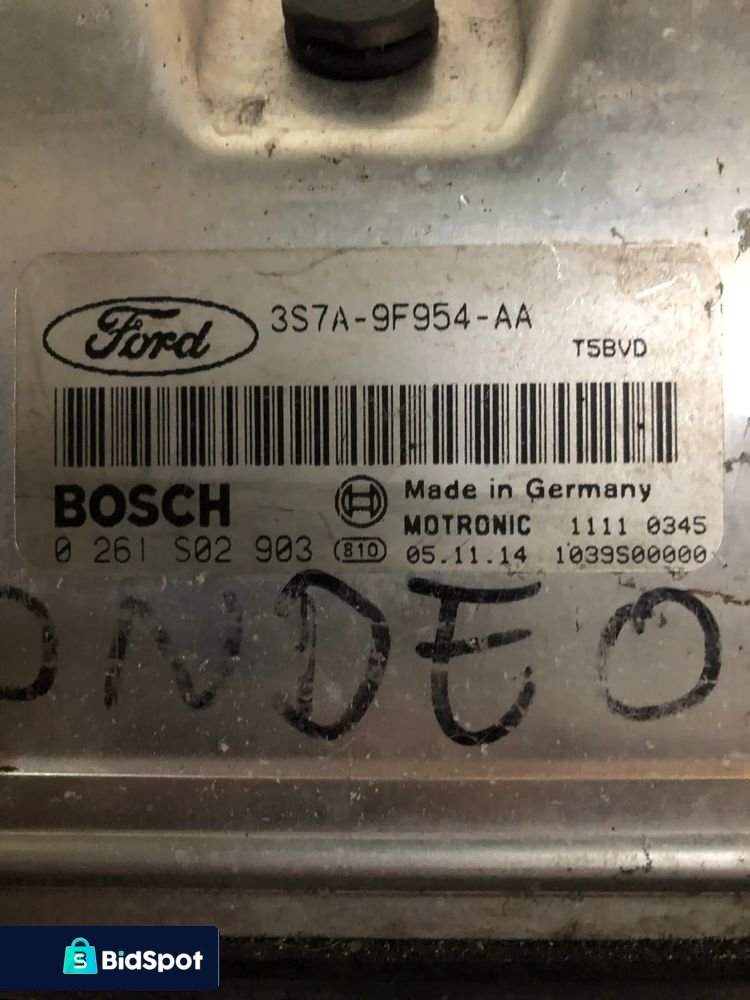 Ford 3S7A-9F954-AA
T5BVD
BOSCH Made in Germany
MOTRONIC 1111 0345
0 261 S02 903 810 05.11.14 1039S00000
ONDEO
BidSpot